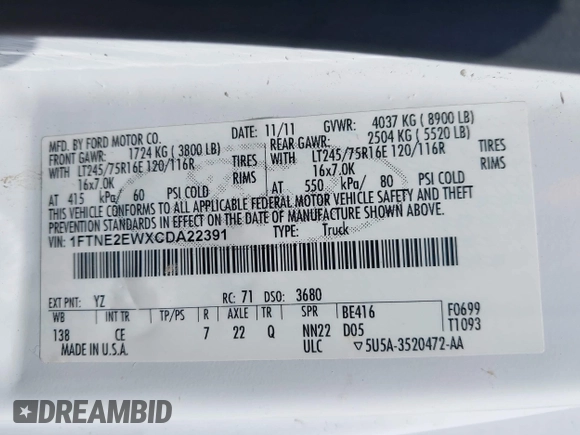 MFD. BY FORD MOTOR CO. DATE: 11/11 GVWR: 4037 KG ( 8900 LB)
FRONT GAWR: 1724 KG ( 3800 LB) REAR GAWR: 2504 KG ( 5520 LB)
WITH LT245/75R16E 120/116R TIRES WITH LT245/75R16E 120/116R TIRES
16x7.0K RIMS 16x7.0K RIMS
AT 415 kPa/ 60 PSI COLD AT 550 kPa/ 80 PSI COLD
THIS VEHICLE CONFORMS TO ALL APPLICABLE FEDERAL MOTOR VEHICLE SAFETY AND THEFT
PREVENTION STANDARDS IN EFFECT ON THE DATE OF MANUFACTURE SHOWN ABOVE.
VIN: 1FTNE2EWXCDA22391 TYPE: Truck
EXT PNT: YZ RC: 71 DSO: 3680
WB INT TR TP/PS R AXLE TR SPR BE416 F0699
138 CE 7 22 Q NN22 D05 T1093
MADE IN U.S.A. ULC ▽5U5A-3520472-AA
DREAMBID